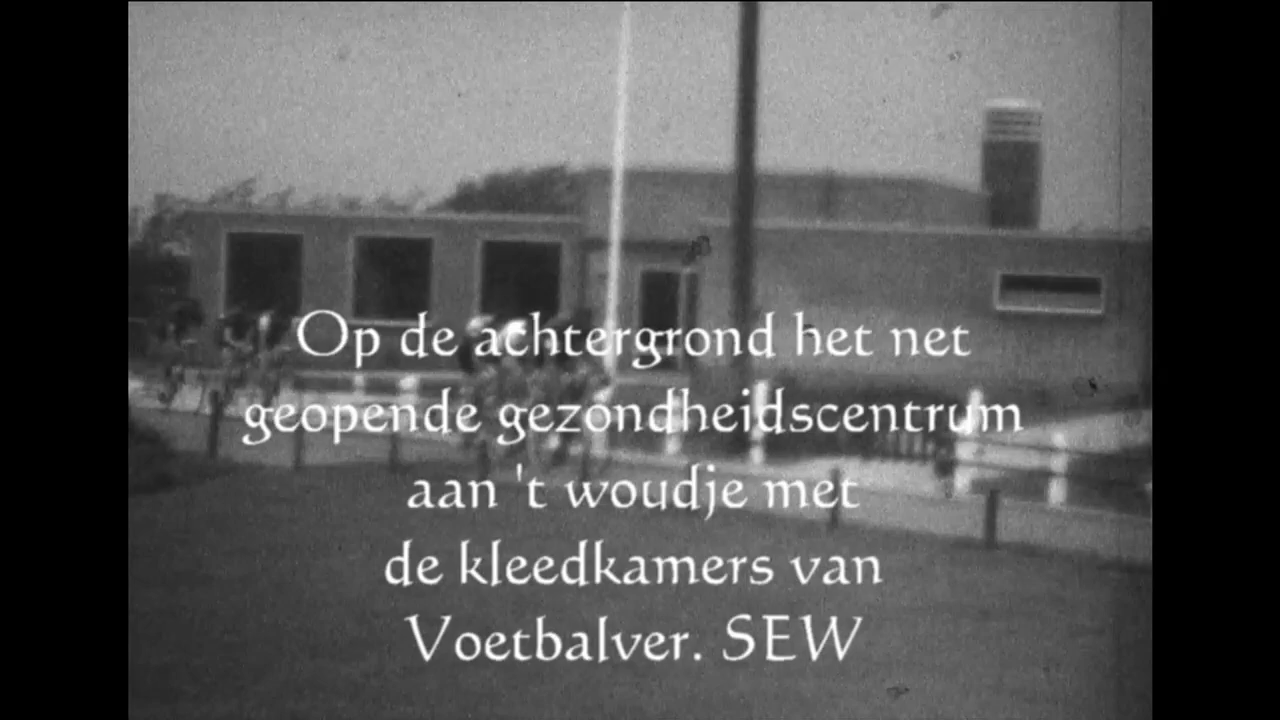 Op de achtergrond het net
geopende gezondheidscentrum
aan 't woudje met
de kleedkamers van
Voetbalver. SEW